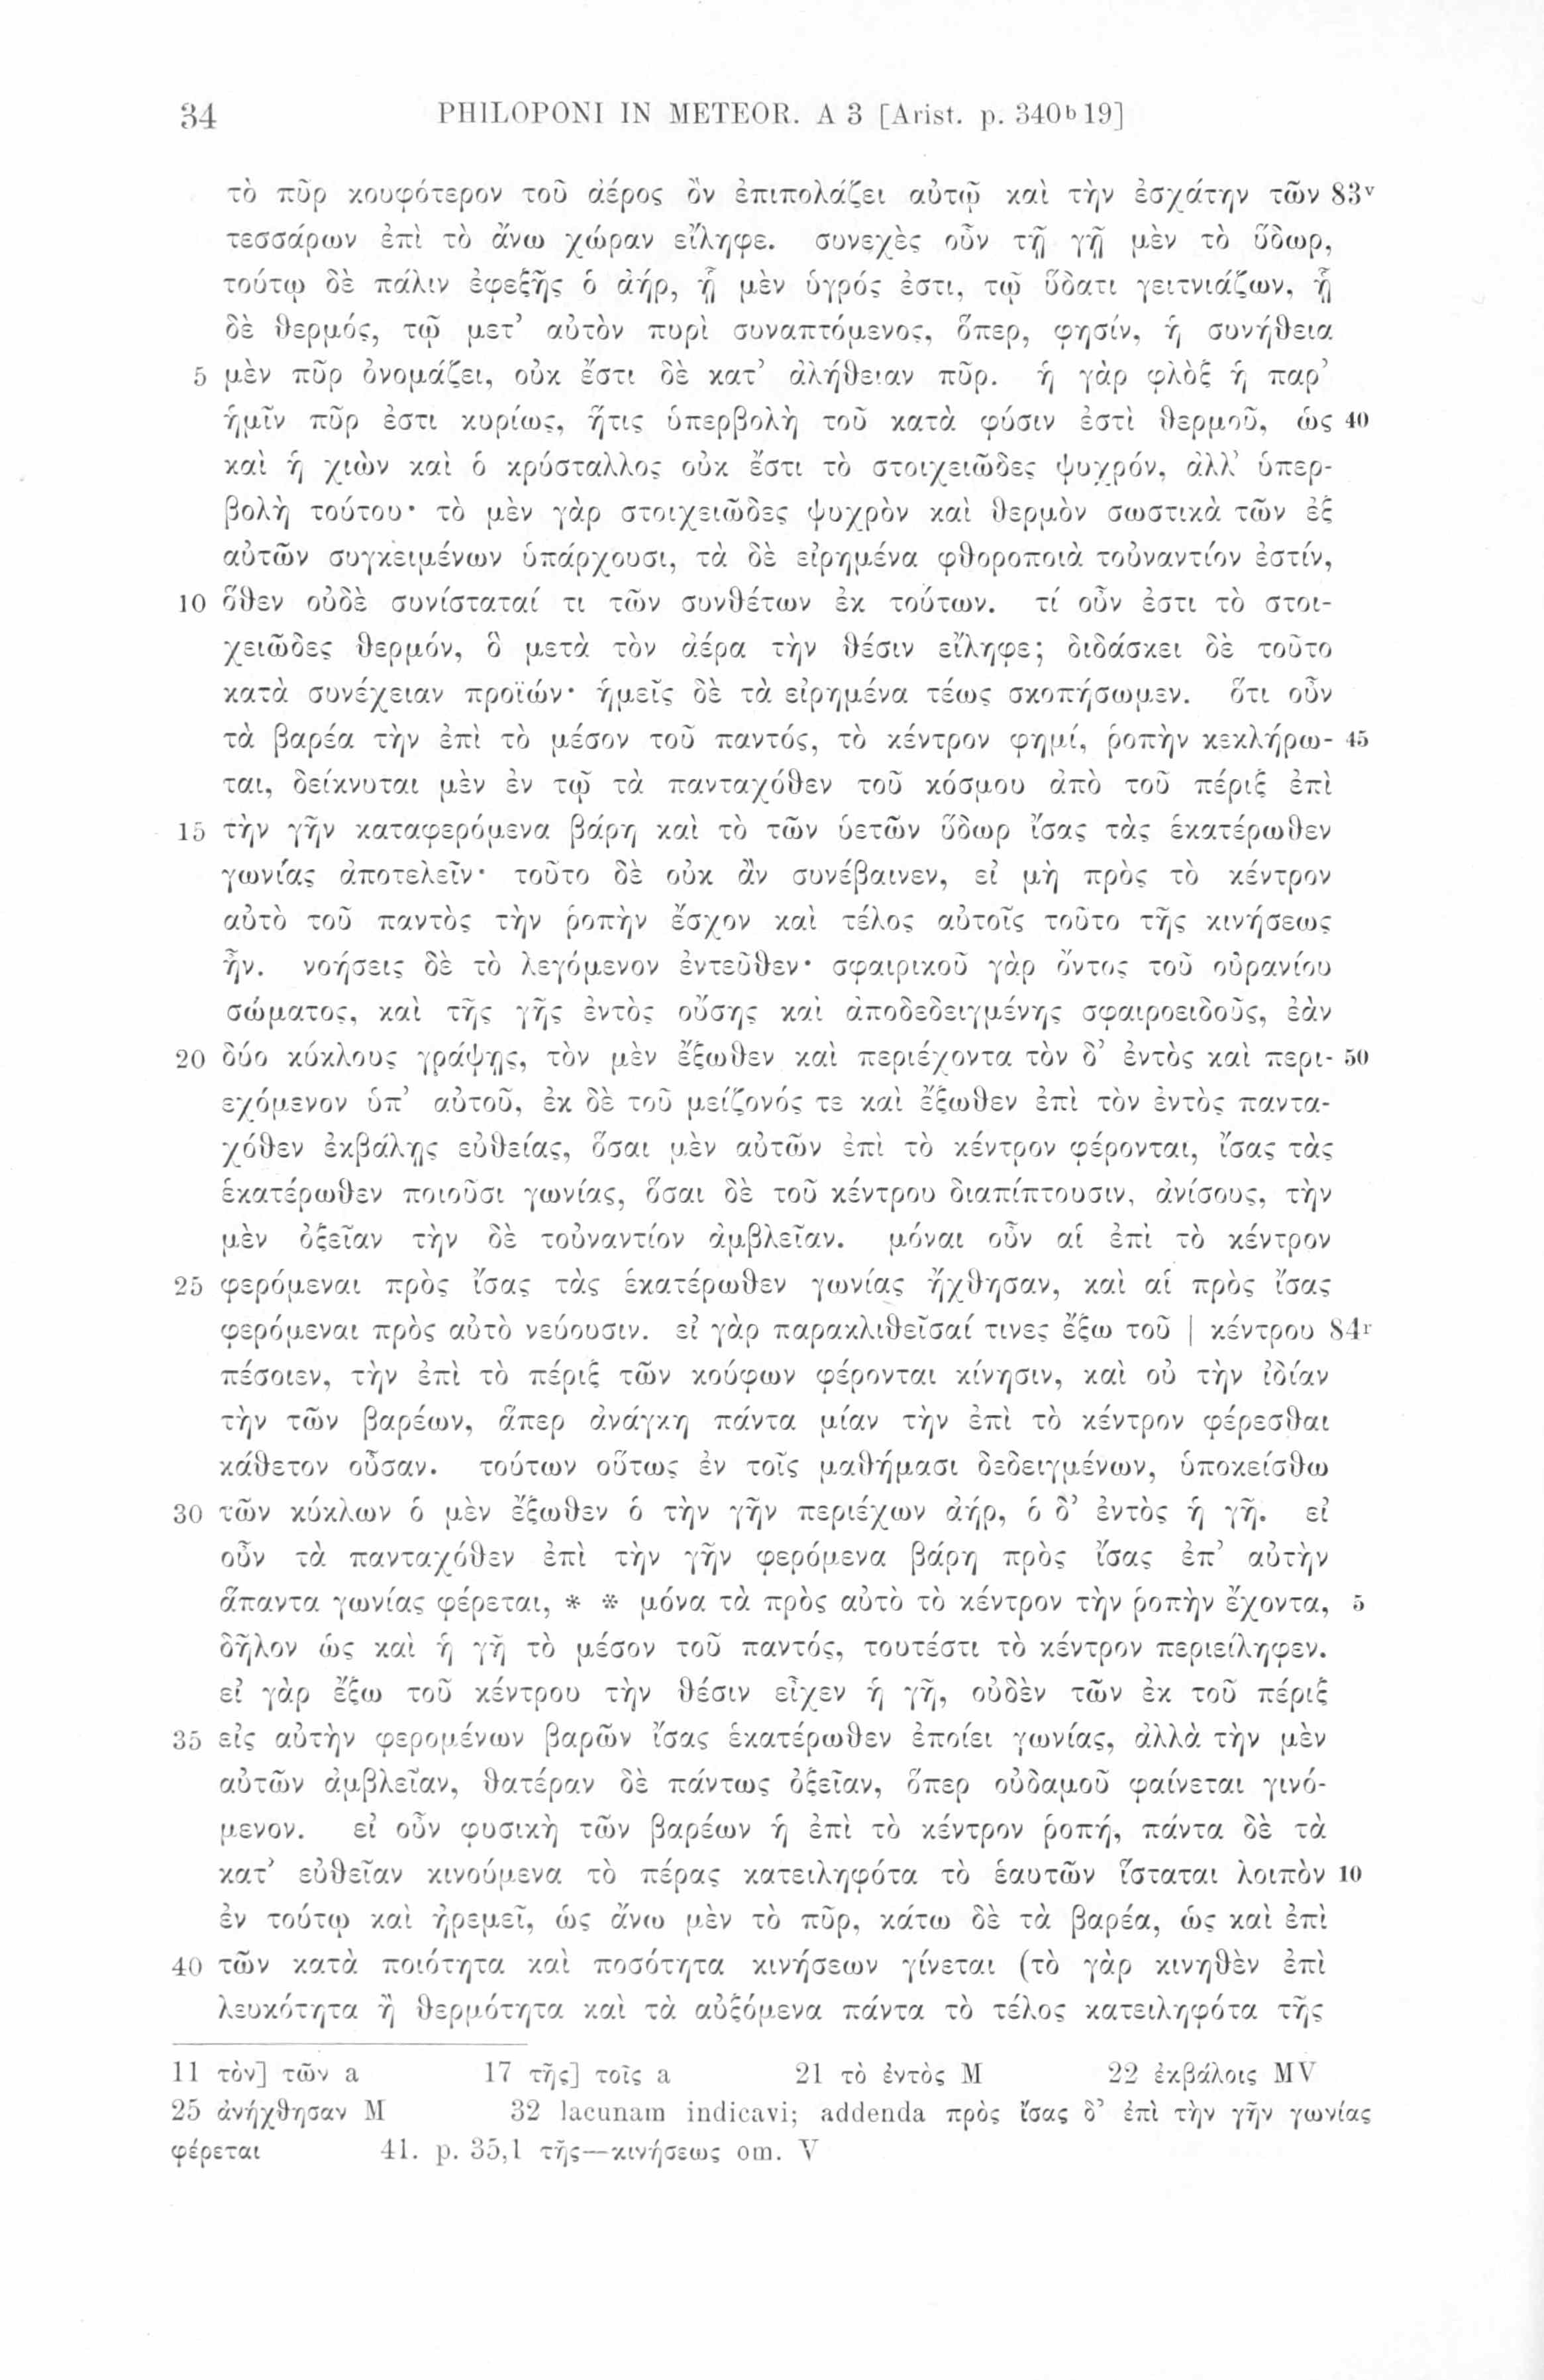 34 PHILOPONI IN METEOR. A 3 [Arist. p. 340b19]
τὸ πῦρ κουφότερον τοῦ ἀέρος ὂν ἐπιπολάζει αὐτῷ καὶ τὴν ἐσχάτην τῶν 83v
τεσσάρων ἐπὶ τὸ ἄνω χώραν εἴληφε. συνεχὲς οὖν τῇ γῇ μὲν τὸ ὕδωρ,
τούτῳ δὲ πάλιν ἐφεξῆς ὁ ἀήρ, ᾗ μὲν ὑγρός ἐστι, τῷ ὕδατι γειτνιάζων, ᾗ
δὲ θερμός, τῷ μετ’ αὐτὸν πυρὶ συναπτόμενος, ὅπερ, φησίν, ἡ συνήθεια
5 μὲν πῦρ ὀνομάζει, οὐκ ἔστι δὲ κατ’ ἀλήθειαν πῦρ. ἡ γὰρ φλὸξ ἡ παρ’
ἡμῖν πῦρ ἐστι κυρίως, ἥτις ὑπερβολὴ τοῦ κατὰ φύσιν ἐστὶ θερμοῦ, ὡς 40
καὶ ἡ χιὼν καὶ ὁ κρύσταλλος οὐκ ἔστι τὸ στοιχειῶδες ψυχρόν, ἀλλ’ ὑπερ-
βολὴ τούτου· τὸ μὲν γὰρ στοιχειῶδες ψυχρὸν καὶ θερμὸν σωστικὰ τῶν ἐξ
αὐτῶν συγκειμένων ὑπάρχουσι, τὰ δὲ εἰρημένα φθοροποιὰ τοὐναντίον ἐστίν,
10 ὅθεν οὐδὲ συνίσταταί τι τῶν συνθέτων ἐκ τούτων. τί οὖν ἐστι τὸ στοι-
χειῶδες θερμόν, ὃ μετὰ τὸν ἀέρα τὴν θέσιν εἴληφε; διδάσκει δὲ τοῦτο
κατὰ συνέχειαν προϊών· ἡμεῖς δὲ τὰ εἰρημένα τέως σκοπήσωμεν. ὅτι οὖν
τὰ βαρέα τὴν ἐπὶ τὸ μέσον τοῦ παντός, τὸ κέντρον φημί, ῥοπὴν κεκλήρω- 45
ται, δείκνυται μὲν ἐν τῷ τὰ πανταχόθεν τοῦ κόσμου ἀπὸ τοῦ πέριξ ἐπὶ
15 τὴν γῆν καταφερόμενα βάρη καὶ τὸ τῶν ὑετῶν ὕδωρ ἴσας τὰς ἑκατέρωθεν
γωνίας ἀποτελεῖν· τοῦτο δὲ οὐκ ἂν συνέβαινεν, εἰ μὴ πρὸς τὸ κέντρον
αὐτὸ τοῦ παντὸς τὴν ῥοπὴν ἔσχον καὶ τέλος αὐτοῖς τοῦτο τῆς κινήσεως
ἦν. νοήσεις δὲ τὸ λεγόμενον ἐντεῦθεν· σφαιρικοῦ γὰρ ὄντος τοῦ οὐρανίου
σώματος, καὶ τῆς γῆς ἐντὸς οὔσης καὶ ἀποδεδειγμένης σφαιροειδοῦς, ἐὰν
20 δύο κύκλους γράψῃς, τὸν μὲν ἔξωθεν καὶ περιέχοντα τὸν δ’ ἐντὸς καὶ περι- 50
εχόμενον ὑπ’ αὐτοῦ, ἐκ δὲ τοῦ μείζονός τε καὶ ἔξωθεν ἐπὶ τὸν ἐντὸς παντα-
χόθεν ἐκβάλῃς εὐθείας, ὅσαι μὲν αὐτῶν ἐπὶ τὸ κέντρον φέρονται, ἴσας τὰς
ἑκατέρωθεν ποιοῦσι γωνίας, ὅσαι δὲ τοῦ κέντρου διαπίπτουσιν, ἀνίσους, τὴν
μὲν ὀξεῖαν τὴν δὲ τοὐναντίον ἀμβλεῖαν. μόναι οὖν αἱ ἐπὶ τὸ κέντρον
25 φερόμεναι πρὸς ἴσας τὰς ἑκατέρωθεν γωνίας ἤχθησαν, καὶ αἱ πρὸς ἴσας
φερόμεναι πρὸς αὐτὸ νεύουσιν. εἰ γὰρ παρακλιθεῖσαί τινες ἔξω τοῦ | κέντρου 84r
πέσοιεν, τὴν ἐπὶ τὸ πέριξ τῶν κούφων φέρονται κίνησιν, καὶ οὐ τὴν ἰδίαν
τὴν τῶν βαρέων, ἅπερ ἀνάγκη πάντα μίαν τὴν ἐπὶ τὸ κέντρον φέρεσθαι
κάθετον οὖσαν. τούτων οὕτως ἐν τοῖς μαθήμασι δεδειγμένων, ὑποκείσθω
30 τῶν κύκλων ὁ μὲν ἔξωθεν ὁ τὴν γῆν περιέχων ἀήρ, ὁ δ’ ἐντὸς ἡ γῆ. εἰ
οὖν τὰ πανταχόθεν ἐπὶ τὴν γῆν φερόμενα βάρη πρὸς ἴσας ἐπ’ αὐτὴν
ἅπαντα γωνίας φέρεται, * * μόνα τὰ πρὸς αὐτὸ τὸ κέντρον τὴν ῥοπὴν ἔχοντα, 5
δῆλον ὡς καὶ ἡ γῆ τὸ μέσον τοῦ παντός, τουτέστι τὸ κέντρον περιείληφεν.
εἰ γὰρ ἔξω τοῦ κέντρου τὴν θέσιν εἶχεν ἡ γῆ, οὐδὲν τῶν ἐκ τοῦ πέριξ
35 εἰς αὐτὴν φερομένων βαρῶν ἴσας ἑκατέρωθεν ἐποίει γωνίας, ἀλλὰ τὴν μὲν
αὐτῶν ἀμβλεῖαν, θατέραν δὲ πάντως ὀξεῖαν, ὅπερ οὐδαμοῦ φαίνεται γινό-
μενον. εἰ οὖν φυσικὴ τῶν βαρέων ἡ ἐπὶ τὸ κέντρον ῥοπή, πάντα δὲ τὰ
κατ’ εὐθεῖαν κινούμενα τὸ πέρας κατειληφότα τὸ ἑαυτῶν ἵσταται λοιπὸν 10
ἐν τούτῳ καὶ ἠρεμεῖ, ὡς ἄνω μὲν τὸ πῦρ, κάτω δὲ τὰ βαρέα, ὡς καὶ ἐπὶ
40 τῶν κατὰ ποιότητα καὶ ποσότητα κινήσεων γίνεται (τὸ γὰρ κινηθὲν ἐπὶ
λευκότητα ἢ θερμότητα καὶ τὰ αὐξόμενα πάντα τὸ τέλος κατειληφότα τῆς
11 τὸν] τῶν a 17 τῆς] τοῖς a 21 τὸ ἐντὸς M 22 ἐκβάλοις MV
25 ἀνήχθησαν M 32 lacunam indicavi; addenda πρὸς ἴσας δ’ ἐπὶ τὴν γῆν γωνίας
φέρεται 41. p. 35,1 τῆς—κινήσεως om. V